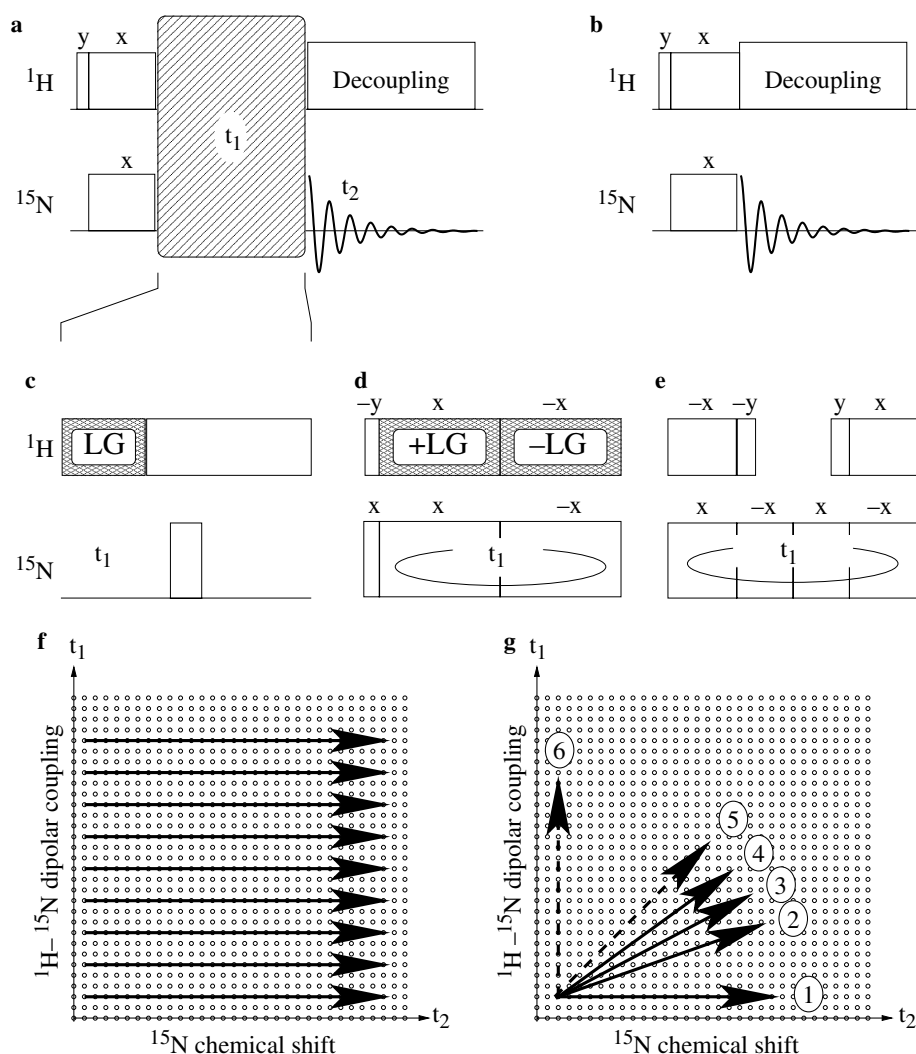 a
y x
¹H
Decoupling
t₁
x
¹⁵N
t₂
b
y x
¹H
Decoupling
x
¹⁵N
c
¹H
LG
¹⁵N
t₁
d
–y x –x
+LG –LG
x x –x
t₁
e
–x –y y x
x –x x –x
t₁
f
t₁
¹H–¹⁵N dipolar coupling
t₂
¹⁵N chemical shift
g
t₁
¹H–¹⁵N dipolar coupling
6
5
4
3
2
1
t₂
¹⁵N chemical shift